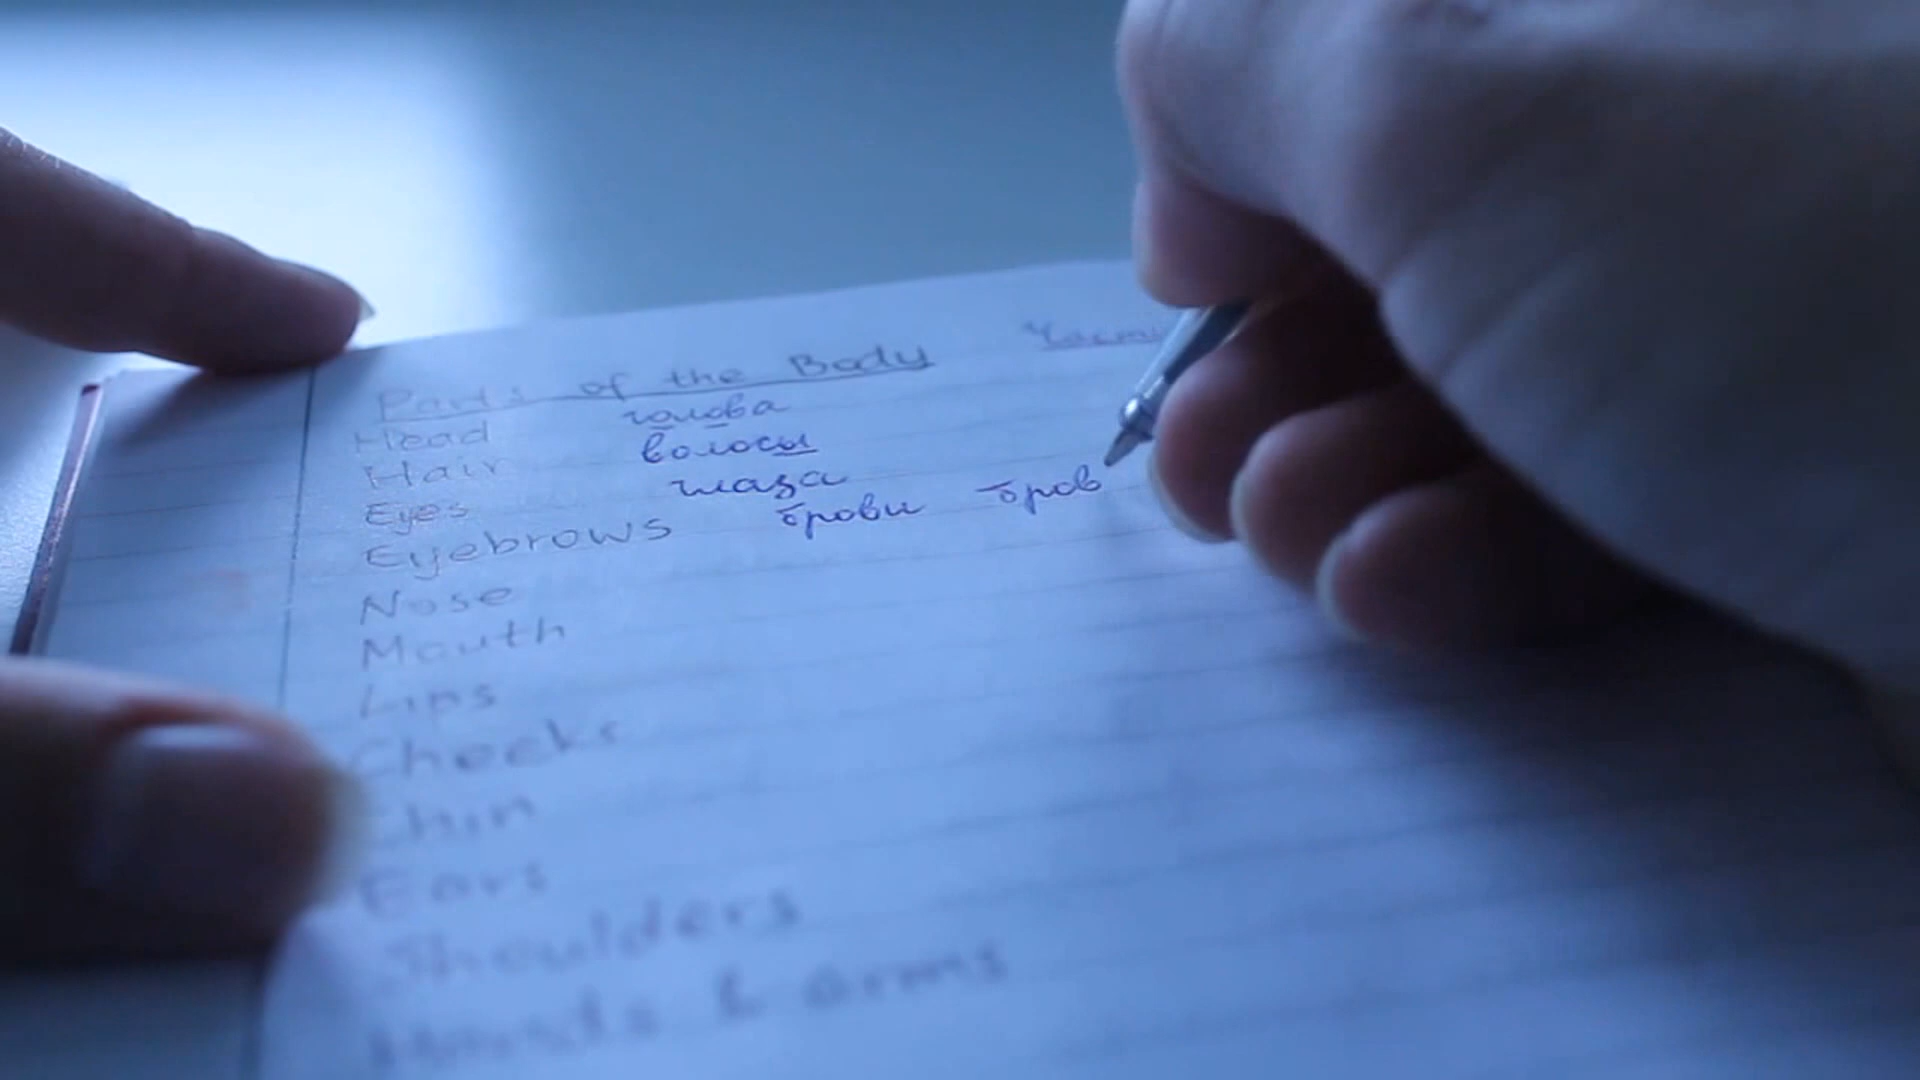 Parts of the Body Части
Head голова
Hair волосы
Eyes глаза
Eyebrows брови бров
Nose
Mouth
Lips
Cheeks
Chin
Ears
Shoulders
Hands & arms